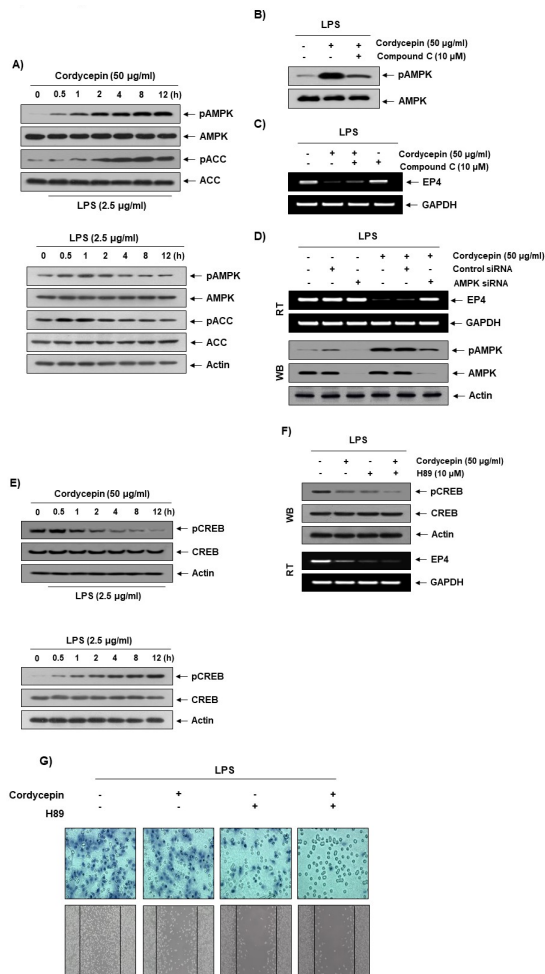 A)
Cordycepin (50 µg/ml)
0 0.5 1 2 4 8 12 (h)
← pAMPK
← AMPK
← pACC
← ACC
LPS (2.5 µg/ml)
LPS (2.5 µg/ml)
0 0.5 1 2 4 8 12 (h)
← pAMPK
← AMPK
← pACC
← ACC
← Actin
B)
LPS
- + + Cordycepin (50 µg/ml)
- - + Compound C (10 µM)
← pAMPK
← AMPK
C)
LPS
- + + - Cordycepin (50 µg/ml)
- - + + Compound C (10 µM)
← EP4
← GAPDH
D)
LPS
- - - + + + Cordycepin (50 µg/ml)
- + - - + - Control siRNA
- - + - - + AMPK siRNA
RT
← EP4
← GAPDH
WB
← pAMPK
← AMPK
← Actin
E)
Cordycepin (50 µg/ml)
0 0.5 1 2 4 8 12 (h)
← pCREB
← CREB
← Actin
LPS (2.5 µg/ml)
LPS (2.5 µg/ml)
0 0.5 1 2 4 8 12 (h)
← pCREB
← CREB
← Actin
F)
LPS
- + - + Cordycepin (50 µg/ml)
- - + + H89 (10 µM)
WB
← pCREB
← CREB
← Actin
RT
← EP4
← GAPDH
G)
LPS
Cordycepin - + - +
H89 - - + +